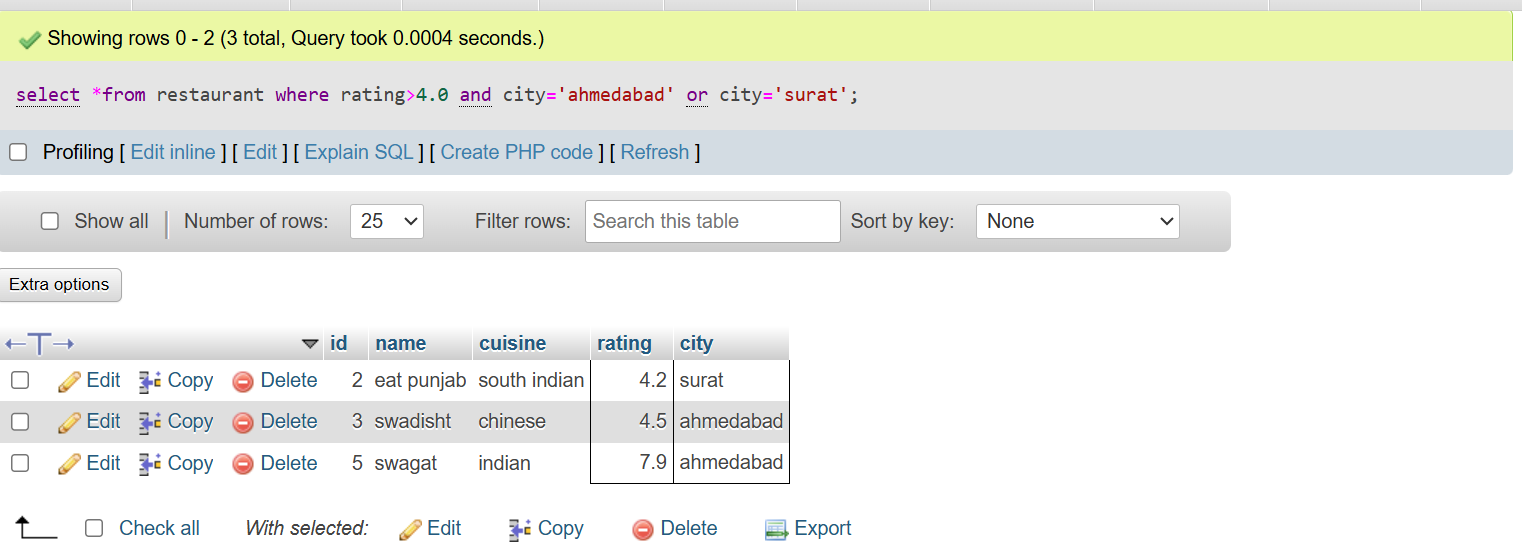 Showing rows 0 - 2 (3 total, Query took 0.0004 seconds.)
select *from restaurant where rating>4.0 and city='ahmedabad' or city='surat';
Profiling [ Edit inline ] [ Edit ] [ Explain SQL ] [ Create PHP code ] [ Refresh ]
Show all Number of rows: 25 Filter rows: Search this table Sort by key: None
Extra options
id name cuisine rating city
Edit Copy Delete 2 eat punjab south indian 4.2 surat
Edit Copy Delete 3 swadisht chinese 4.5 ahmedabad
Edit Copy Delete 5 swagat indian 7.9 ahmedabad
Check all With selected: Edit Copy Delete Export